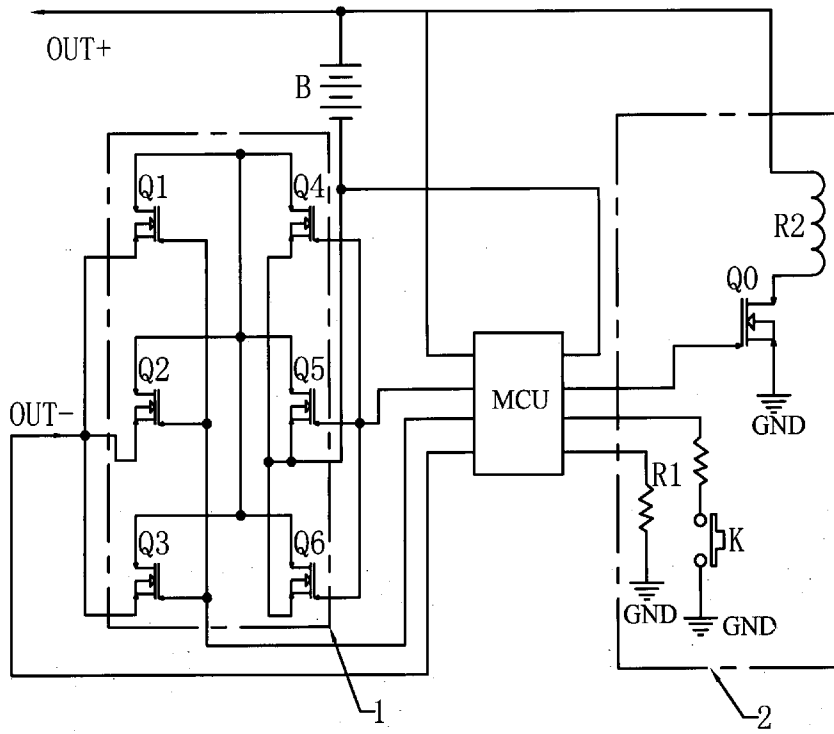 OUT+
B
Q1
Q4
R2
Q0
Q2
Q5
MCU
OUT-
GND
R1
Q3
Q6
K
GND
GND
1
2